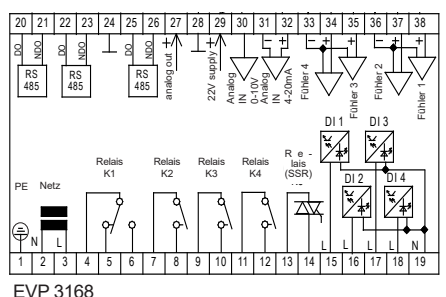 20 21 22 23 24 25 26 27 28 29 30 31 32 33 34 35 36 37 38
DO NDO DO NDO DO NDO
+ + - + - + - +
RS 485
RS 485
RS 485
analog out
22V supply
Analog IN 0-10V
Analog IN 4-20mA
Fühler 4
Fühler 3
Fühler 2
Fühler 1
DI 1 DI 3
DI 2 DI 4
PE Netz
Relais K1
Relais K2
Relais K3
Relais K4
R e -
lais
(SSR)
N L L L L L N
1 2 3 4 5 6 7 8 9 10 11 12 13 14 15 16 17 18 19
EVP 3168